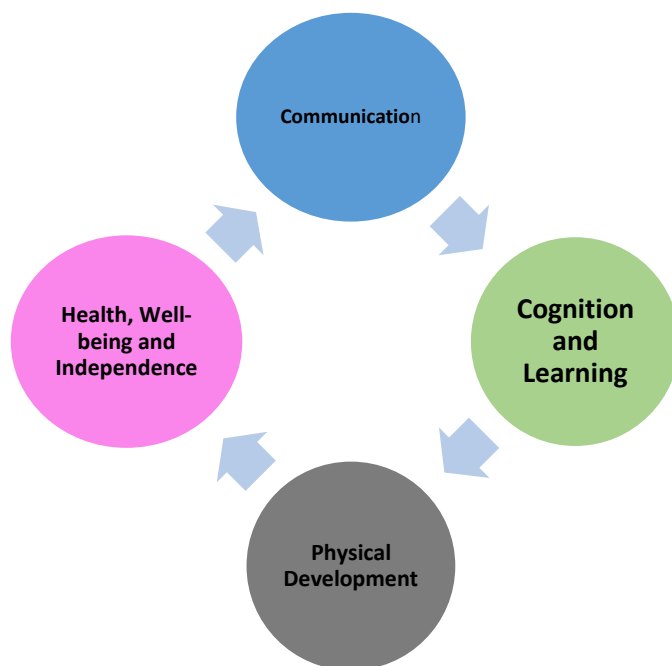 Communication
Cognition
and
Learning
Physical
Development
Health, Well-
being and
Independence